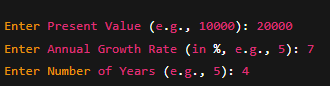 Enter Present Value (e.g., 10000): 20000
Enter Annual Growth Rate (in %, e.g., 5): 7
Enter Number of Years (e.g., 5): 4